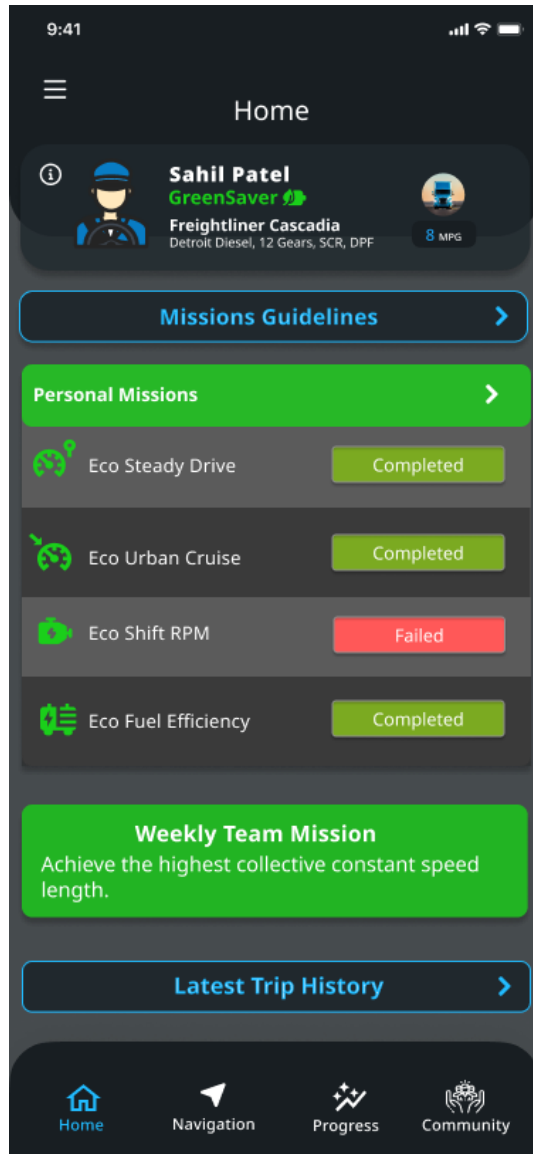 9:41
Home
Sahil Patel
GreenSaver
Freightliner Cascadia
Detroit Diesel, 12 Gears, SCR, DPF
8 MPG
Missions Guidelines
Personal Missions
Eco Steady Drive
Completed
Eco Urban Cruise
Completed
Eco Shift RPM
Failed
Eco Fuel Efficiency
Completed
Weekly Team Mission
Achieve the highest collective constant speed
length.
Latest Trip History
Home
Navigation
Progress
Community